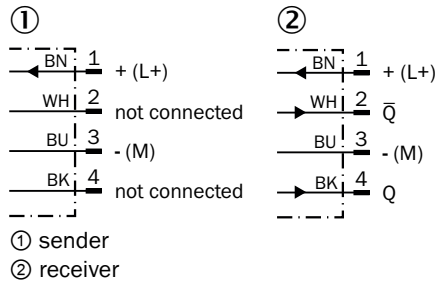 ① ②
BN 1 + (L+) BN 1 + (L+)
WH 2 not connected WH 2 Q̅
BU 3 - (M) BU 3 - (M)
BK 4 not connected BK 4 Q
① sender
② receiver